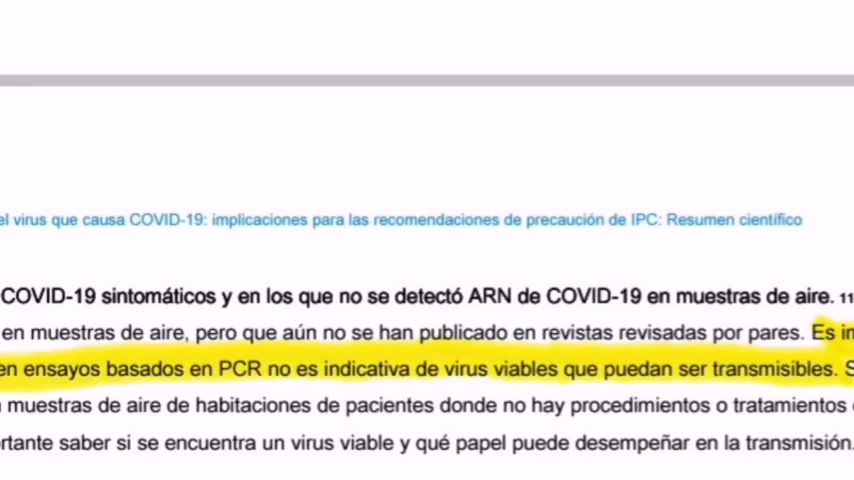 el virus que causa COVID-19: implicaciones para las recomendaciones de precaución de IPC: Resumen científico
COVID-19 sintomáticos y en los que no se detectó ARN de COVID-19 en muestras de aire. 11
en muestras de aire, pero que aún no se han publicado en revistas revisadas por pares. Es
en ensayos basados en PCR no es indicativa de virus viables que puedan ser transmisibles.
muestras de aire de habitaciones de pacientes donde no hay procedimientos o tratamientos
saber si se encuentra un virus viable y qué papel puede desempeñar en la transmisión.